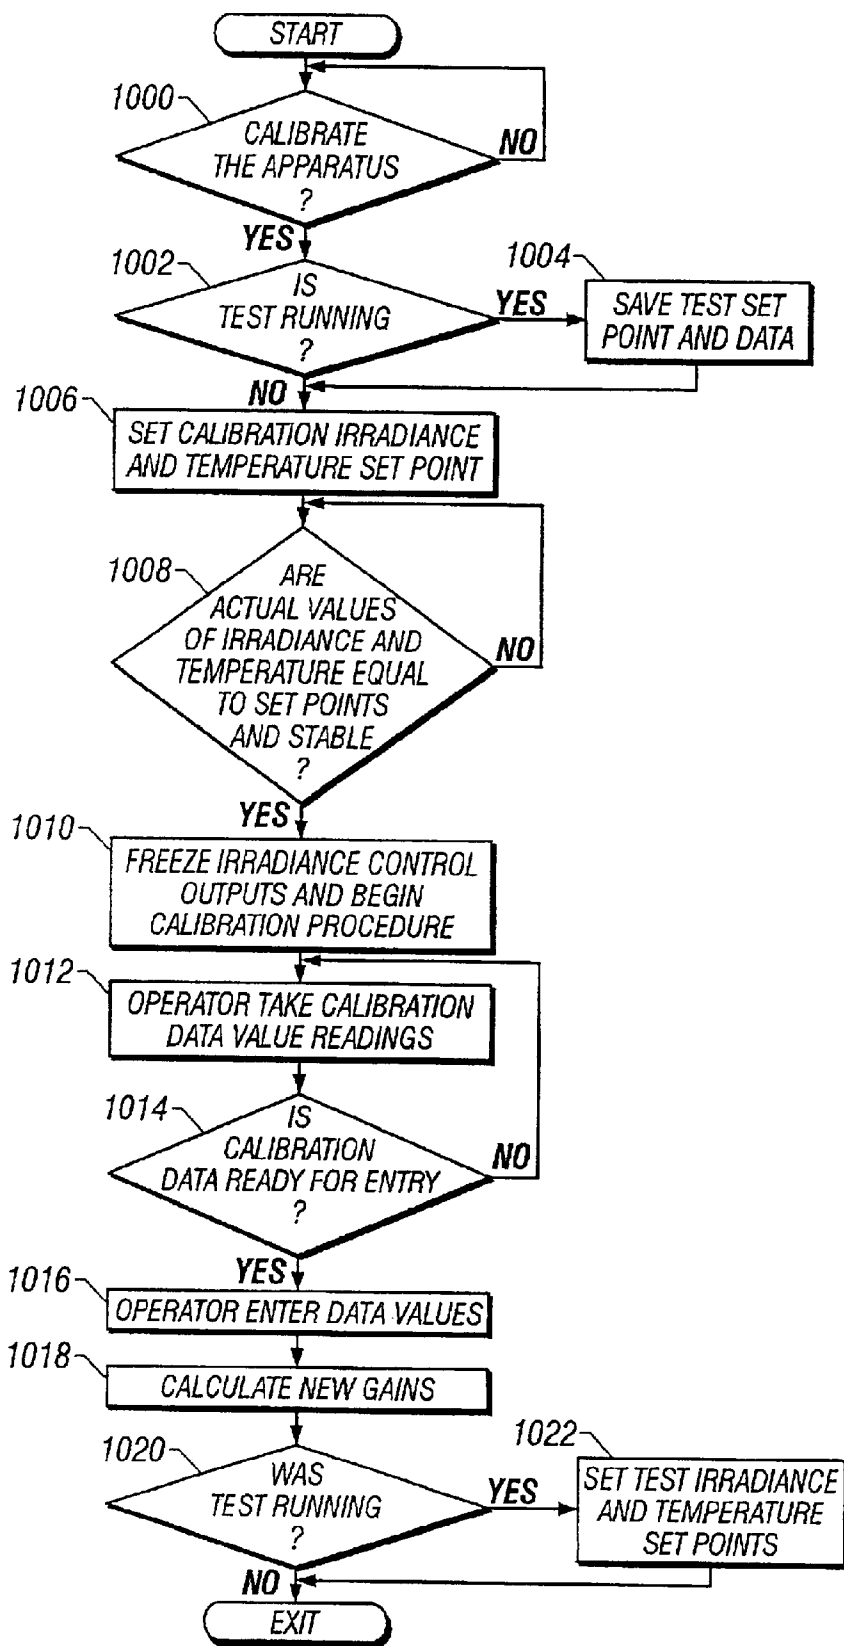 START
1000
CALIBRATE
THE APPARATUS
?
NO
YES
1002
IS
TEST RUNNING
?
YES
1004
SAVE TEST SET
POINT AND DATA
NO
1006
SET CALIBRATION IRRADIANCE
AND TEMPERATURE SET POINT
1008
ARE
ACTUAL VALUES
OF IRRADIANCE AND
TEMPERATURE EQUAL
TO SET POINTS
AND STABLE
?
NO
YES
1010
FREEZE IRRADIANCE CONTROL
OUTPUTS AND BEGIN
CALIBRATION PROCEDURE
1012
OPERATOR TAKE CALIBRATION
DATA VALUE READINGS
1014
IS
CALIBRATION
DATA READY FOR ENTRY
?
NO
YES
1016
OPERATOR ENTER DATA VALUES
1018
CALCULATE NEW GAINS
1020
WAS
TEST RUNNING
?
YES
1022
SET TEST IRRADIANCE
AND TEMPERATURE
SET POINTS
NO
EXIT